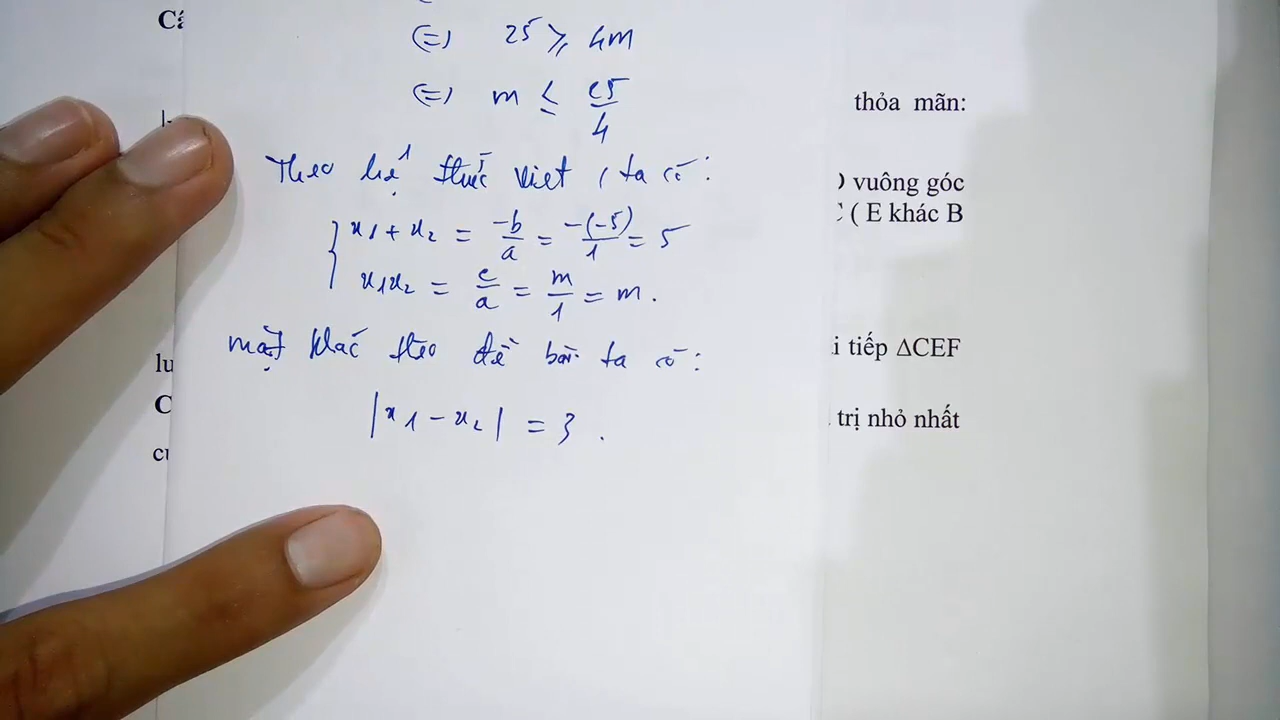 Cá
(=) 25 ≥ 4m
(=) m ≤ 25/4
thỏa mãn:
Theo hệ thức viet, ta có:
vuông góc
x1 + x2 = -b/a = -(-5)/1 = 5
C ( E khác B
x1x2 = c/a = m/1 = m.
mặt khác theo đề bài ta có:
i tiếp ΔCEF
lu
|x1 - x2| = 3.
C
trị nhỏ nhất